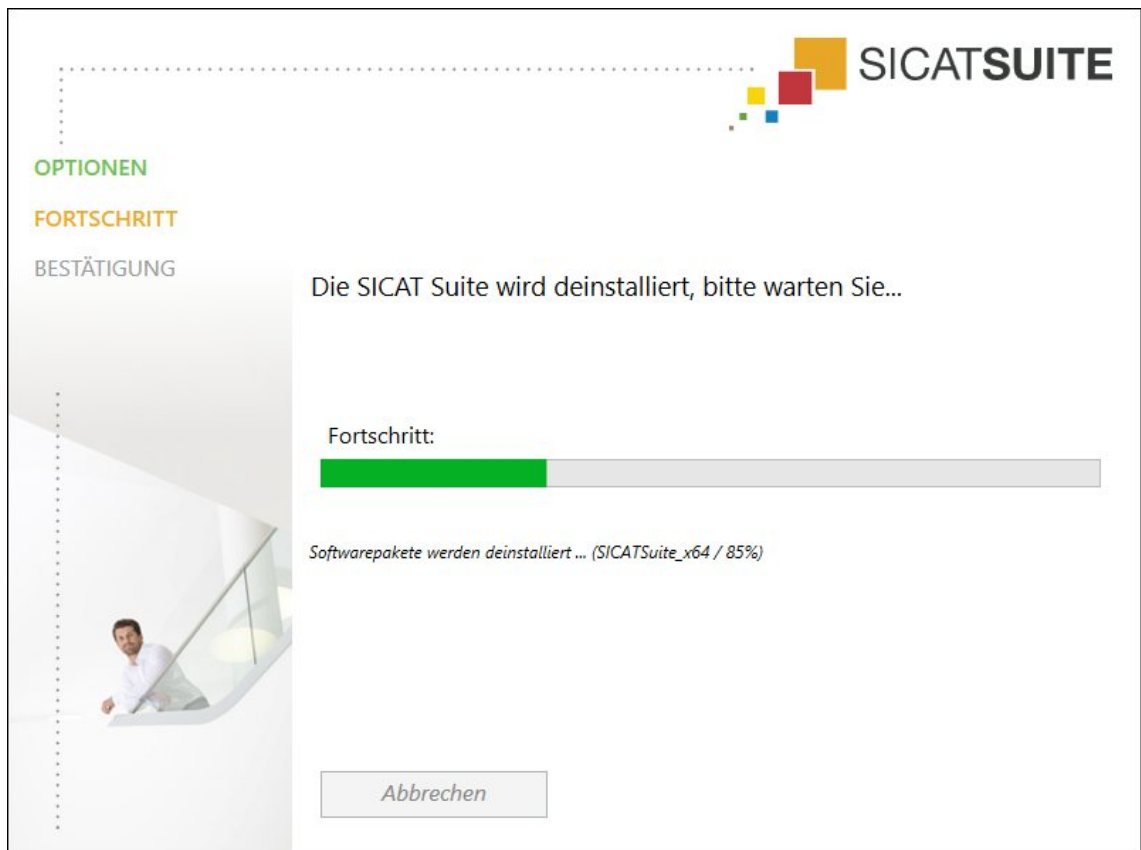 SICATSUITE
OPTIONEN
FORTSCHRITT
BESTÄTIGUNG
Die SICAT Suite wird deinstalliert, bitte warten Sie...
Fortschritt:
Softwarepakete werden deinstalliert ... (SICATSuite_x64 / 85%)
Abbrechen